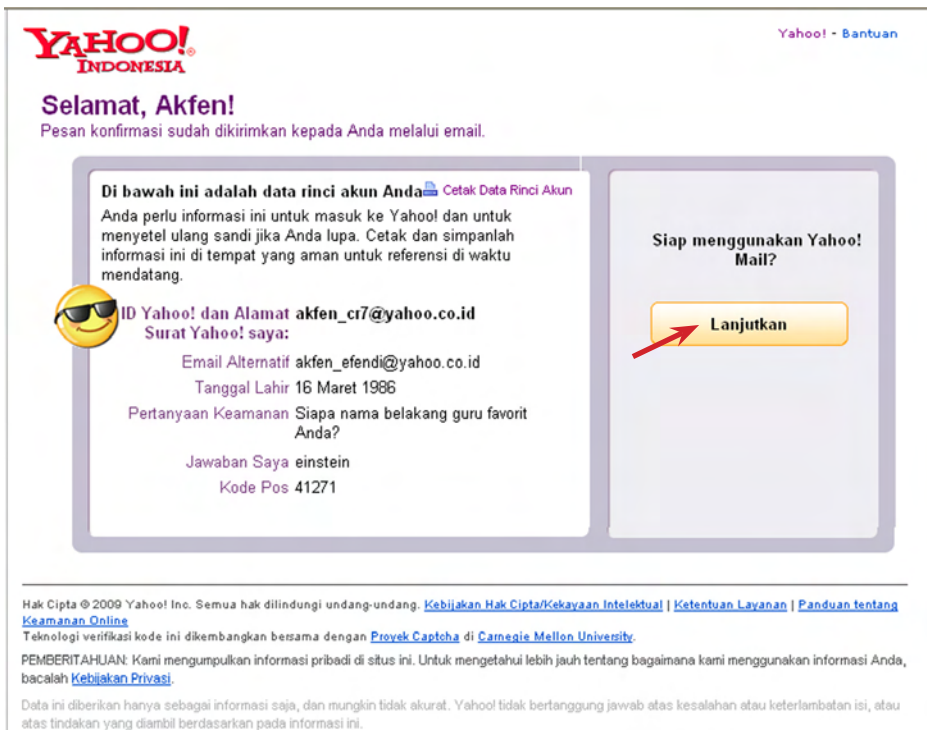 YAHOO!
INDONESIA
Yahoo! - Bantuan
Selamat, Akfen!
Pesan konfirmasi sudah dikirimkan kepada Anda melalui email.
Di bawah ini adalah data rinci akun Anda Cetak Data Rinci Akun
Anda perlu informasi ini untuk masuk ke Yahoo! dan untuk
menyetel ulang sandi jika Anda lupa. Cetak dan simpanlah
informasi ini di tempat yang aman untuk referensi di waktu
mendatang.
ID Yahoo! dan Alamat akfen_cr7@yahoo.co.id
Surat Yahoo! saya:
Email Alternatif akfen_efendi@yahoo.co.id
Tanggal Lahir 16 Maret 1986
Pertanyaan Keamanan Siapa nama belakang guru favorit
Anda?
Jawaban Saya einstein
Kode Pos 41271
Siap menggunakan Yahoo!
Mail?
Lanjutkan
Hak Cipta © 2009 Yahoo! Inc. Semua hak dilindungi undang-undang. Kebijakan Hak Cipta/Kekayaan Intelektual | Ketentuan Layanan | Panduan tentang
Keamanan Online
Teknologi verifikasi kode ini dikembangkan bersama dengan Proyek Captcha di Carnegie Mellon University.
PEMBERITAHUAN: Kami mengumpulkan informasi pribadi di situs ini. Untuk mengetahui lebih jauh tentang bagaimana kami menggunakan informasi Anda,
bacalah Kebijakan Privasi.
Data ini diberikan hanya sebagai informasi saja, dan mungkin tidak akurat. Yahoo! tidak bertanggung jawab atas kesalahan atau keterlambatan isi, atau
atas tindakan yang diambil berdasarkan pada informasi ini.